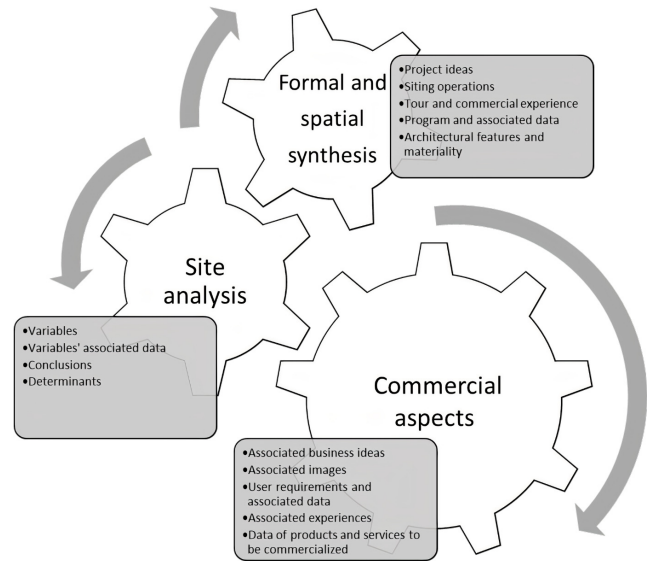 Formal and
spatial
synthesis
•Project ideas
•Siting operations
•Tour and commercial experience
•Program and associated data
•Architectural features and
materiality
Site
analysis
•Variables
•Variables' associated data
•Conclusions
•Determinants
Commercial
aspects
•Associated business ideas
•Associated images
•User requirements and
associated data
•Associated experiences
•Data of products and services to
be commercialized